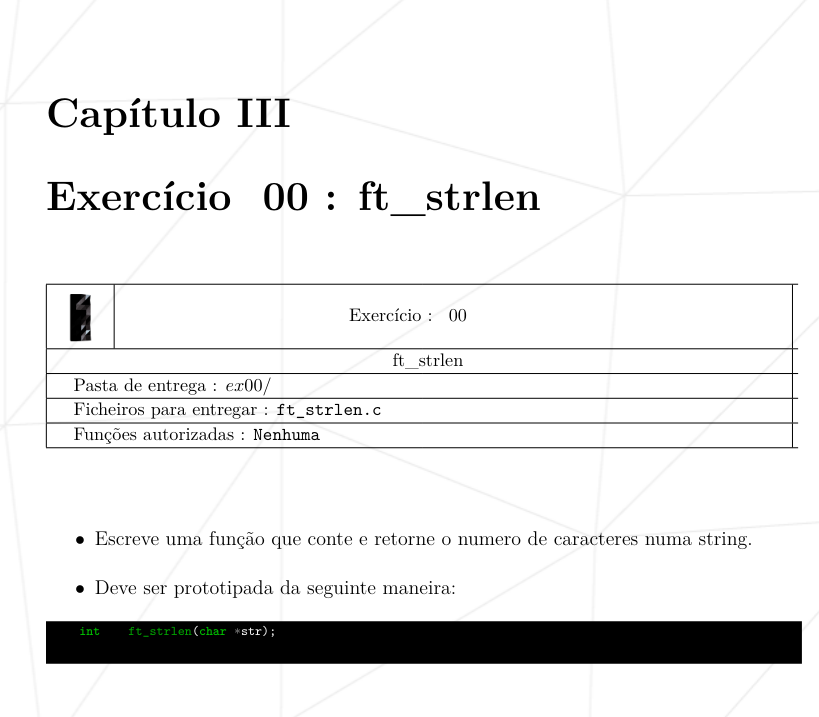 Capítulo III
Exercício 00 : ft_strlen
Exercício : 00
ft_strlen
Pasta de entrega : ex00/
Ficheiros para entregar : ft_strlen.c
Funções autorizadas : Nenhuma
• Escreve uma função que conte e retorne o numero de caracteres numa string.
• Deve ser prototipada da seguinte maneira:
int ft_strlen(char *str);